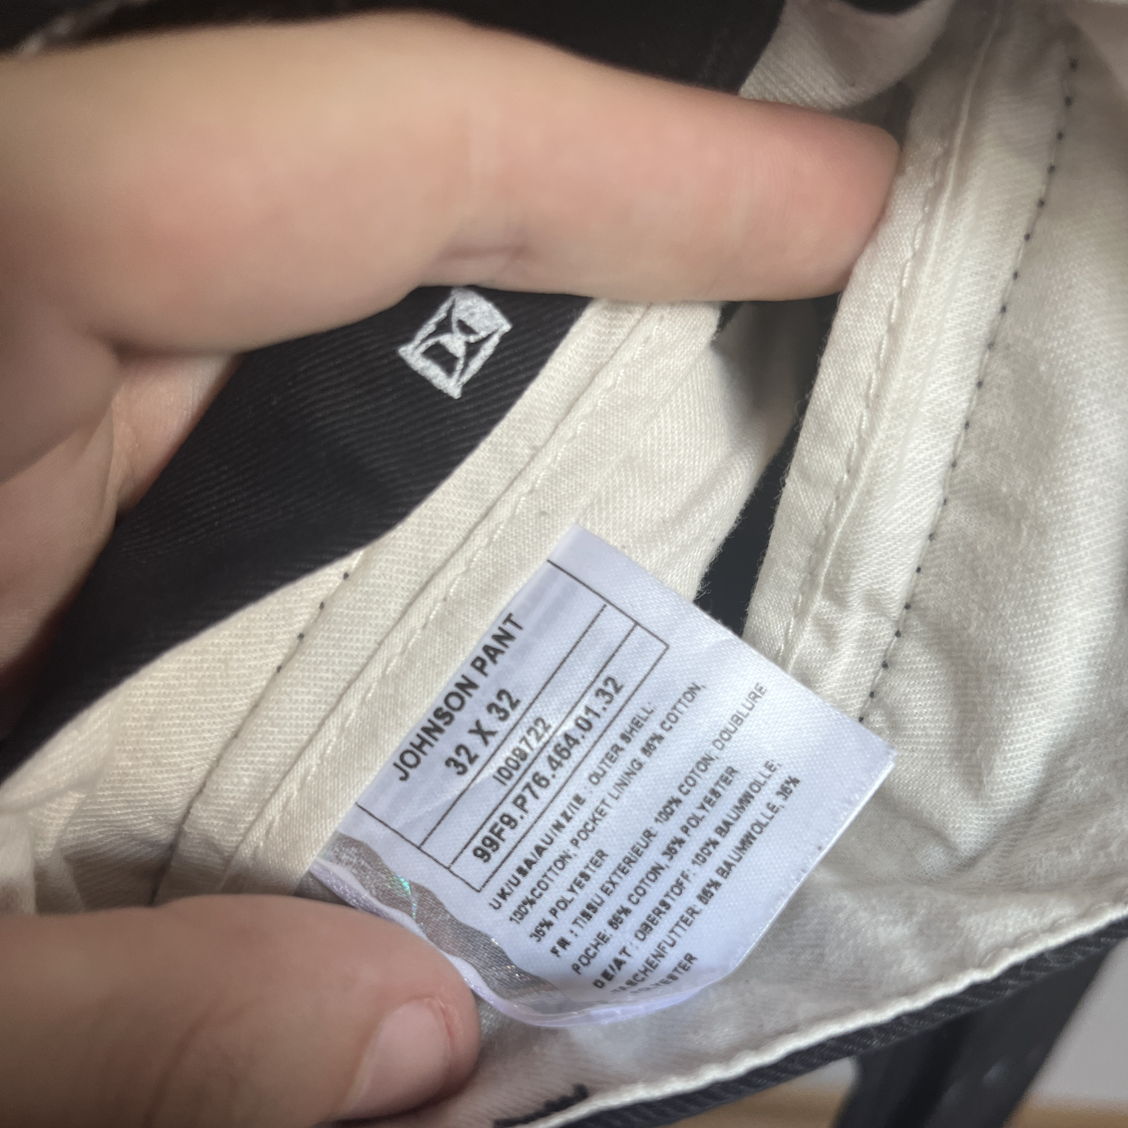 JOHNSON PANT
32 X 32
I009722
99F9.P76.464.01.32
UK/USA/AU/NZ/IE : OUTER SHELL:
100%COTTON; POCKET LINING 65% COTTON,
35% POLYESTER
FR : TISSU EXTERIEUR: 100% COTON; DOUBLURE
POCHE: 65% COTON, 35% POLYESTER
DE/AT : OBERSTOFF: 100% BAUMWOLLE;
TASCHENFUTTER: 65% BAUMWOLLE, 35%
POLYESTER